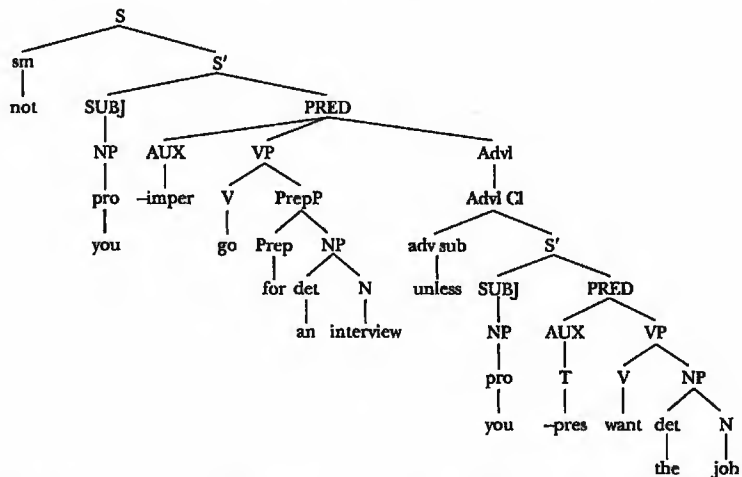 S
sm S'
not SUBJ PRED
NP AUX VP Advl
pro –imper V PrepP Advl Cl
you go Prep NP adv sub S'
for det N unless SUBJ PRED
an interview NP AUX VP
pro T V NP
you –pres want det N
the job